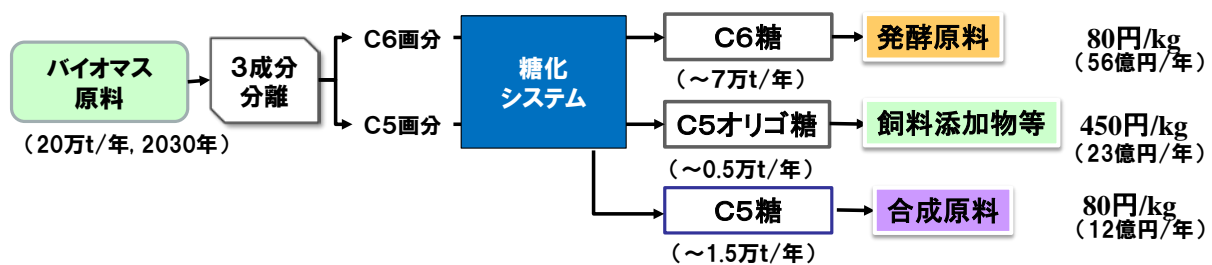 バイオマス
原料
(20万t/年, 2030年)
3成分
分離
C6画分
C5画分
糖化
システム
C6糖
(~7万t/年)
発酵原料
80円/kg
(56億円/年)
C5オリゴ糖
(~0.5万t/年)
飼料添加物等
450円/kg
(23億円/年)
C5糖
(~1.5万t/年)
合成原料
80円/kg
(12億円/年)